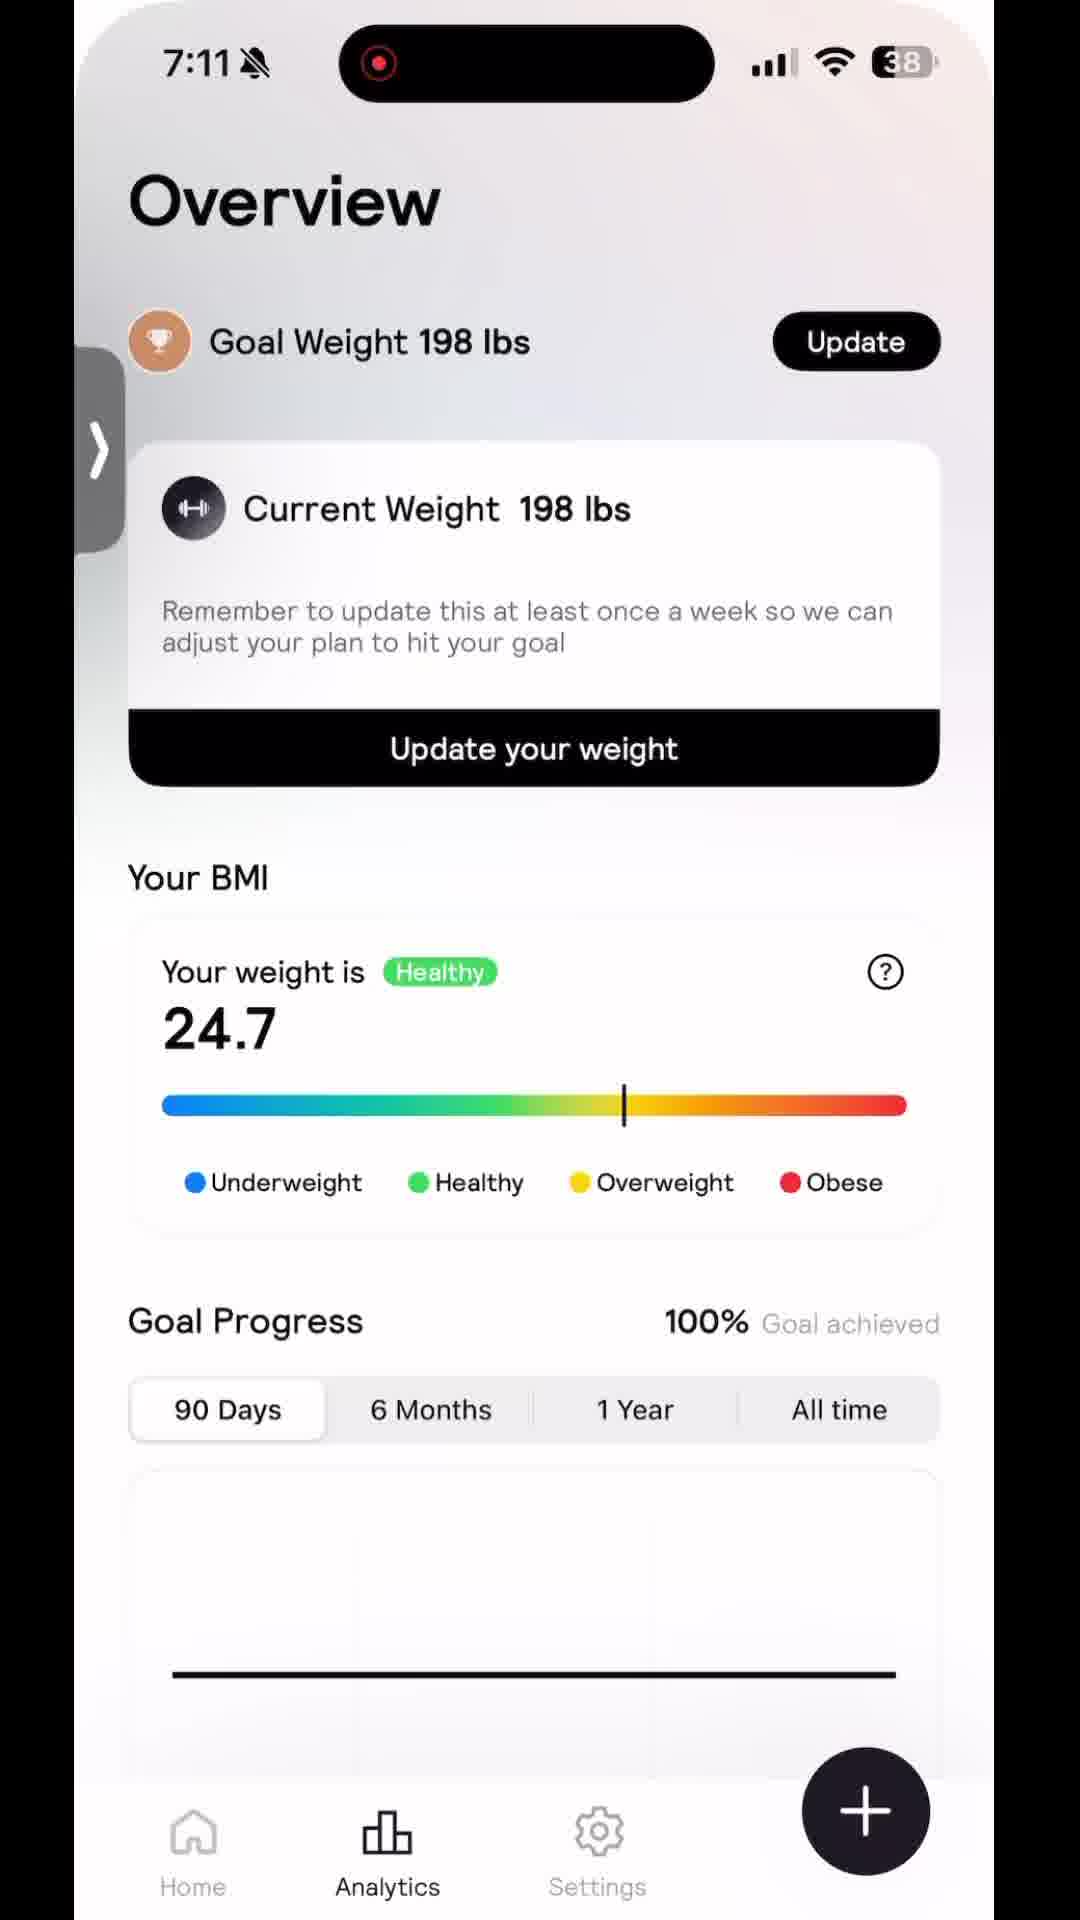 7:11
38
Overview
Goal Weight 198 lbs
Update
Current Weight 198 lbs
Remember to update this at least once a week so we can
adjust your plan to hit your goal
Update your weight
Your BMI
Your weight is Healthy
?
24.7
Underweight Healthy Overweight Obese
Goal Progress 100% Goal achieved
90 Days 6 Months 1 Year All time
Home Analytics Settings